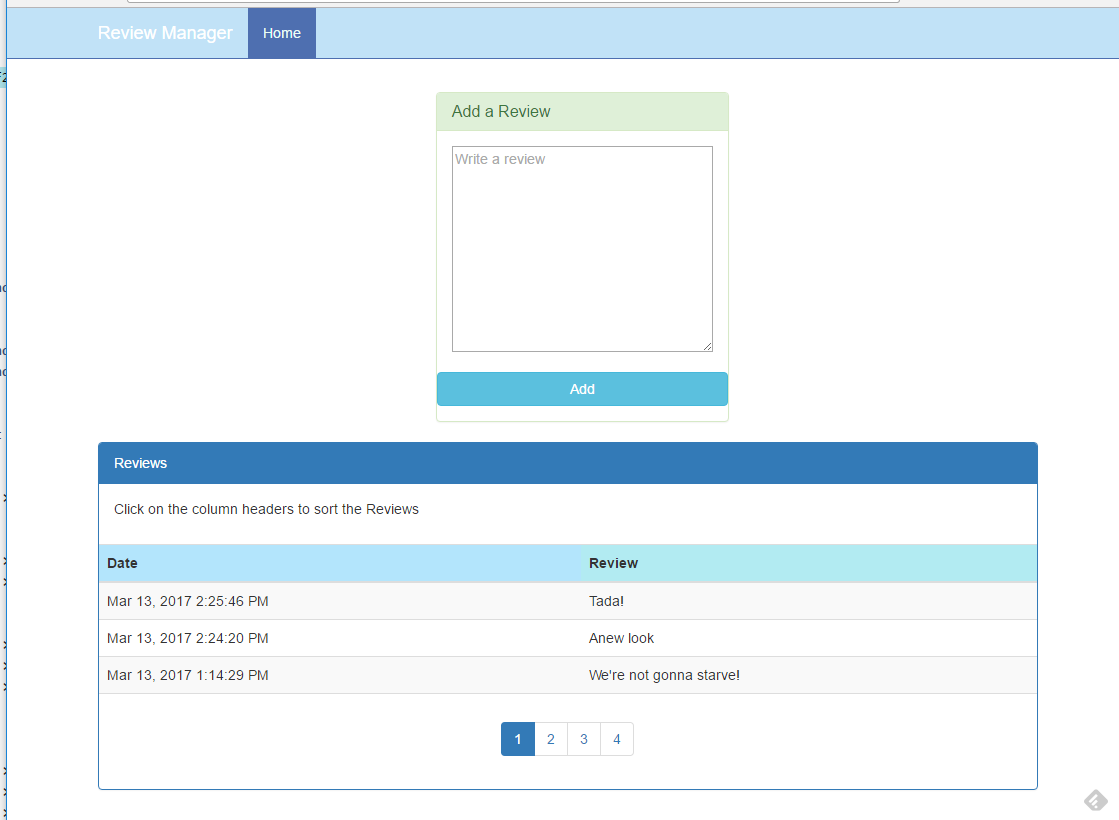 Review Manager Home
Add a Review
Write a review
Add
Reviews
Click on the column headers to sort the Reviews
Date Review
Mar 13, 2017 2:25:46 PM Tada!
Mar 13, 2017 2:24:20 PM Anew look
Mar 13, 2017 1:14:29 PM We're not gonna starve!
1 2 3 4